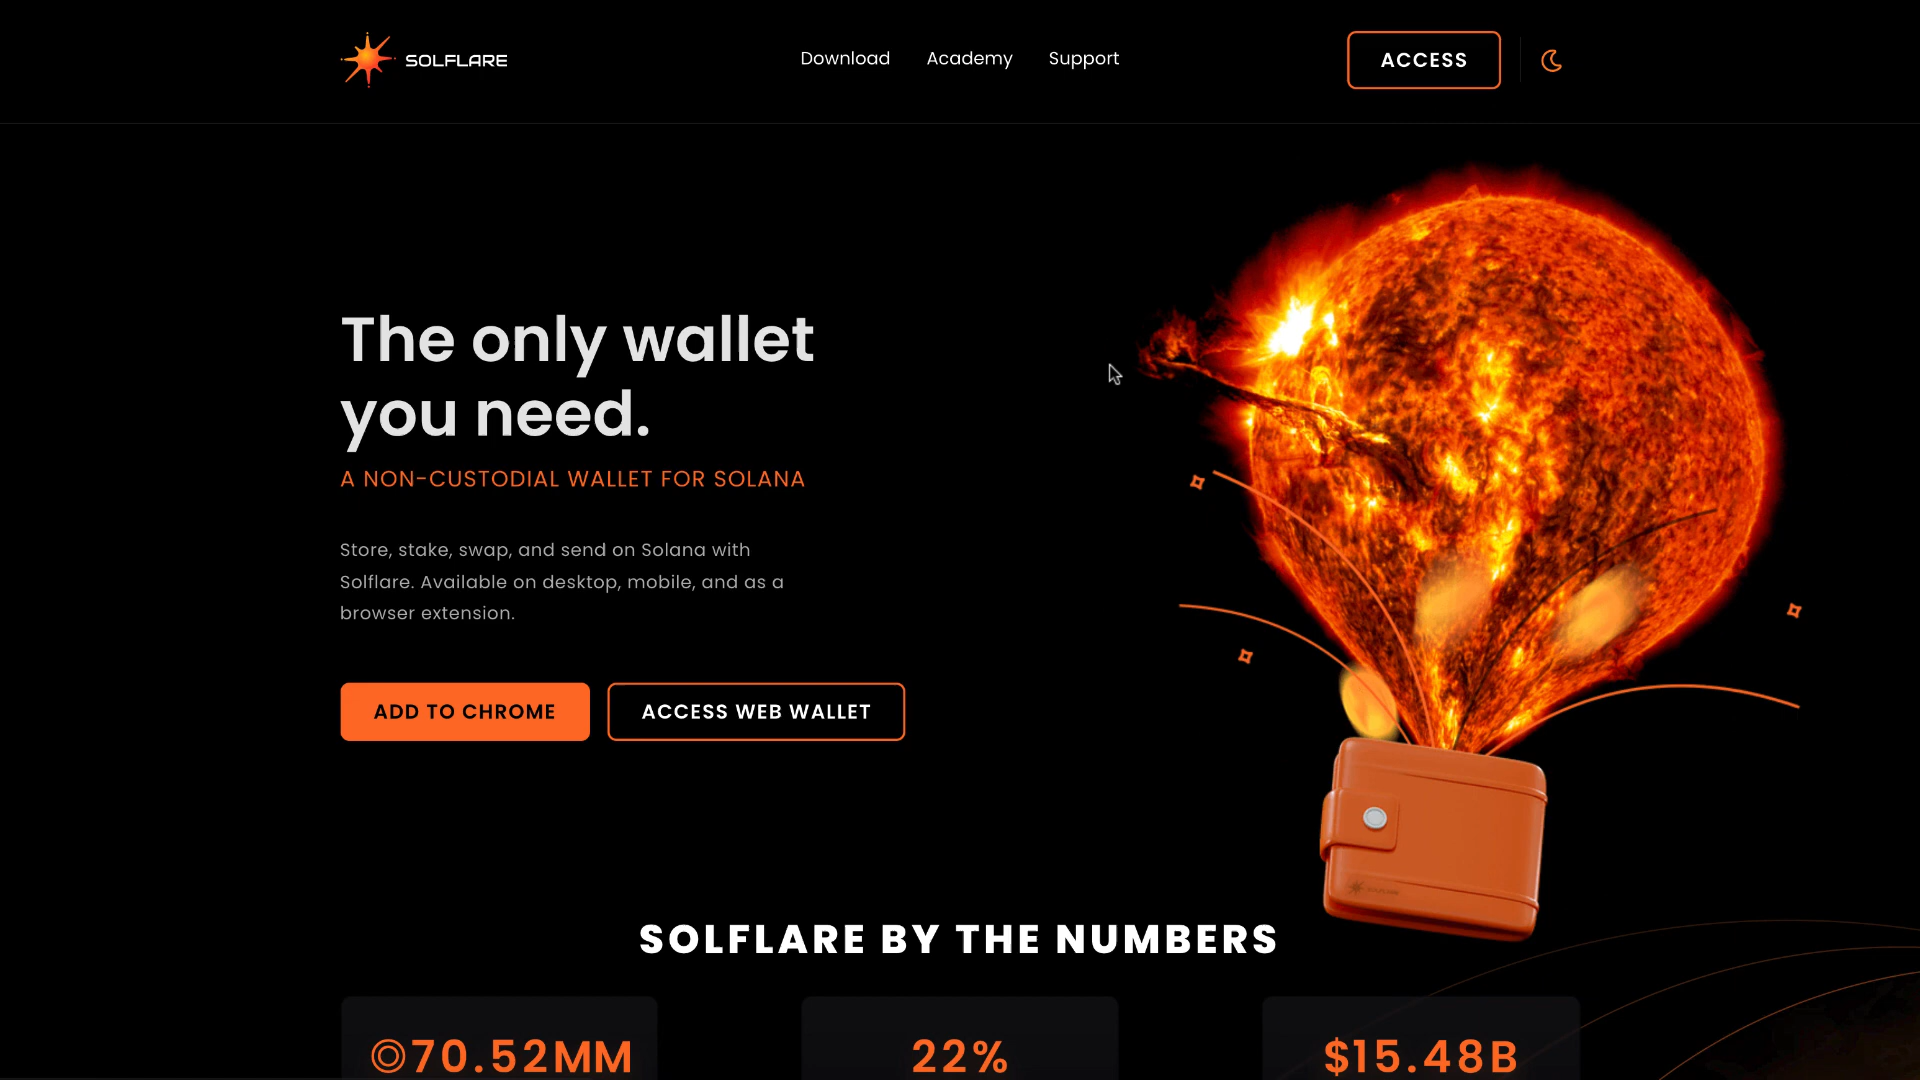 SOLFLARE
Download
Academy
Support
ACCESS
The only wallet
you need.
A NON-CUSTODIAL WALLET FOR SOLANA
Store, stake, swap, and send on Solana with
Solflare. Available on desktop, mobile, and as a
browser extension.
ADD TO CHROME
ACCESS WEB WALLET
SOLFLARE
SOLFLARE BY THE NUMBERS
70.52MM
22%
$15.48B